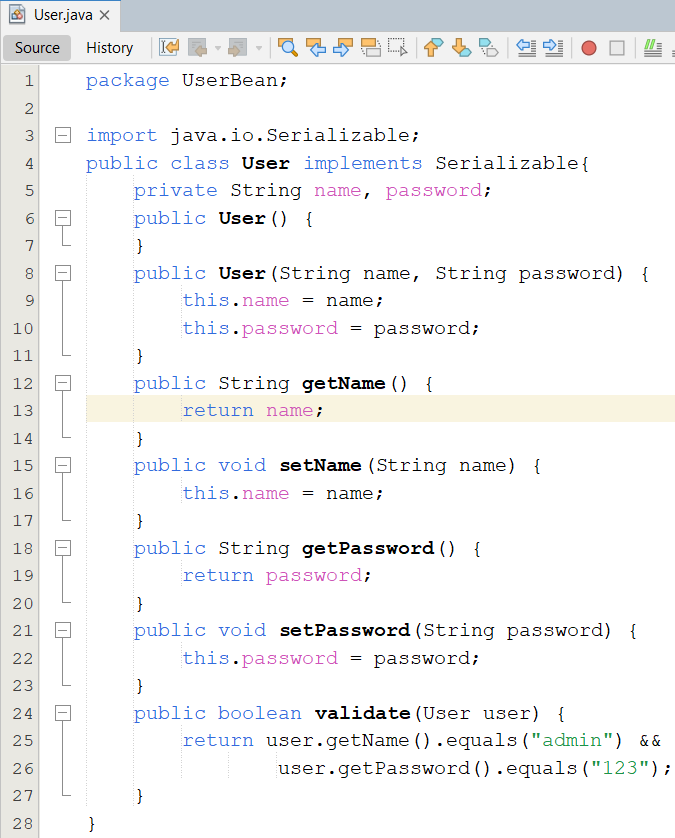 User.java
Source History
1 package UserBean;
2
3 import java.io.Serializable;
4 public class User implements Serializable{
5     private String name, password;
6     public User() {
7     }
8     public User(String name, String password) {
9         this.name = name;
10         this.password = password;
11     }
12     public String getName() {
13         return name;
14     }
15     public void setName(String name) {
16         this.name = name;
17     }
18     public String getPassword() {
19         return password;
20     }
21     public void setPassword(String password) {
22         this.password = password;
23     }
24     public boolean validate(User user) {
25         return user.getName().equals("admin") &&
26                 user.getPassword().equals("123");
27     }
28 }